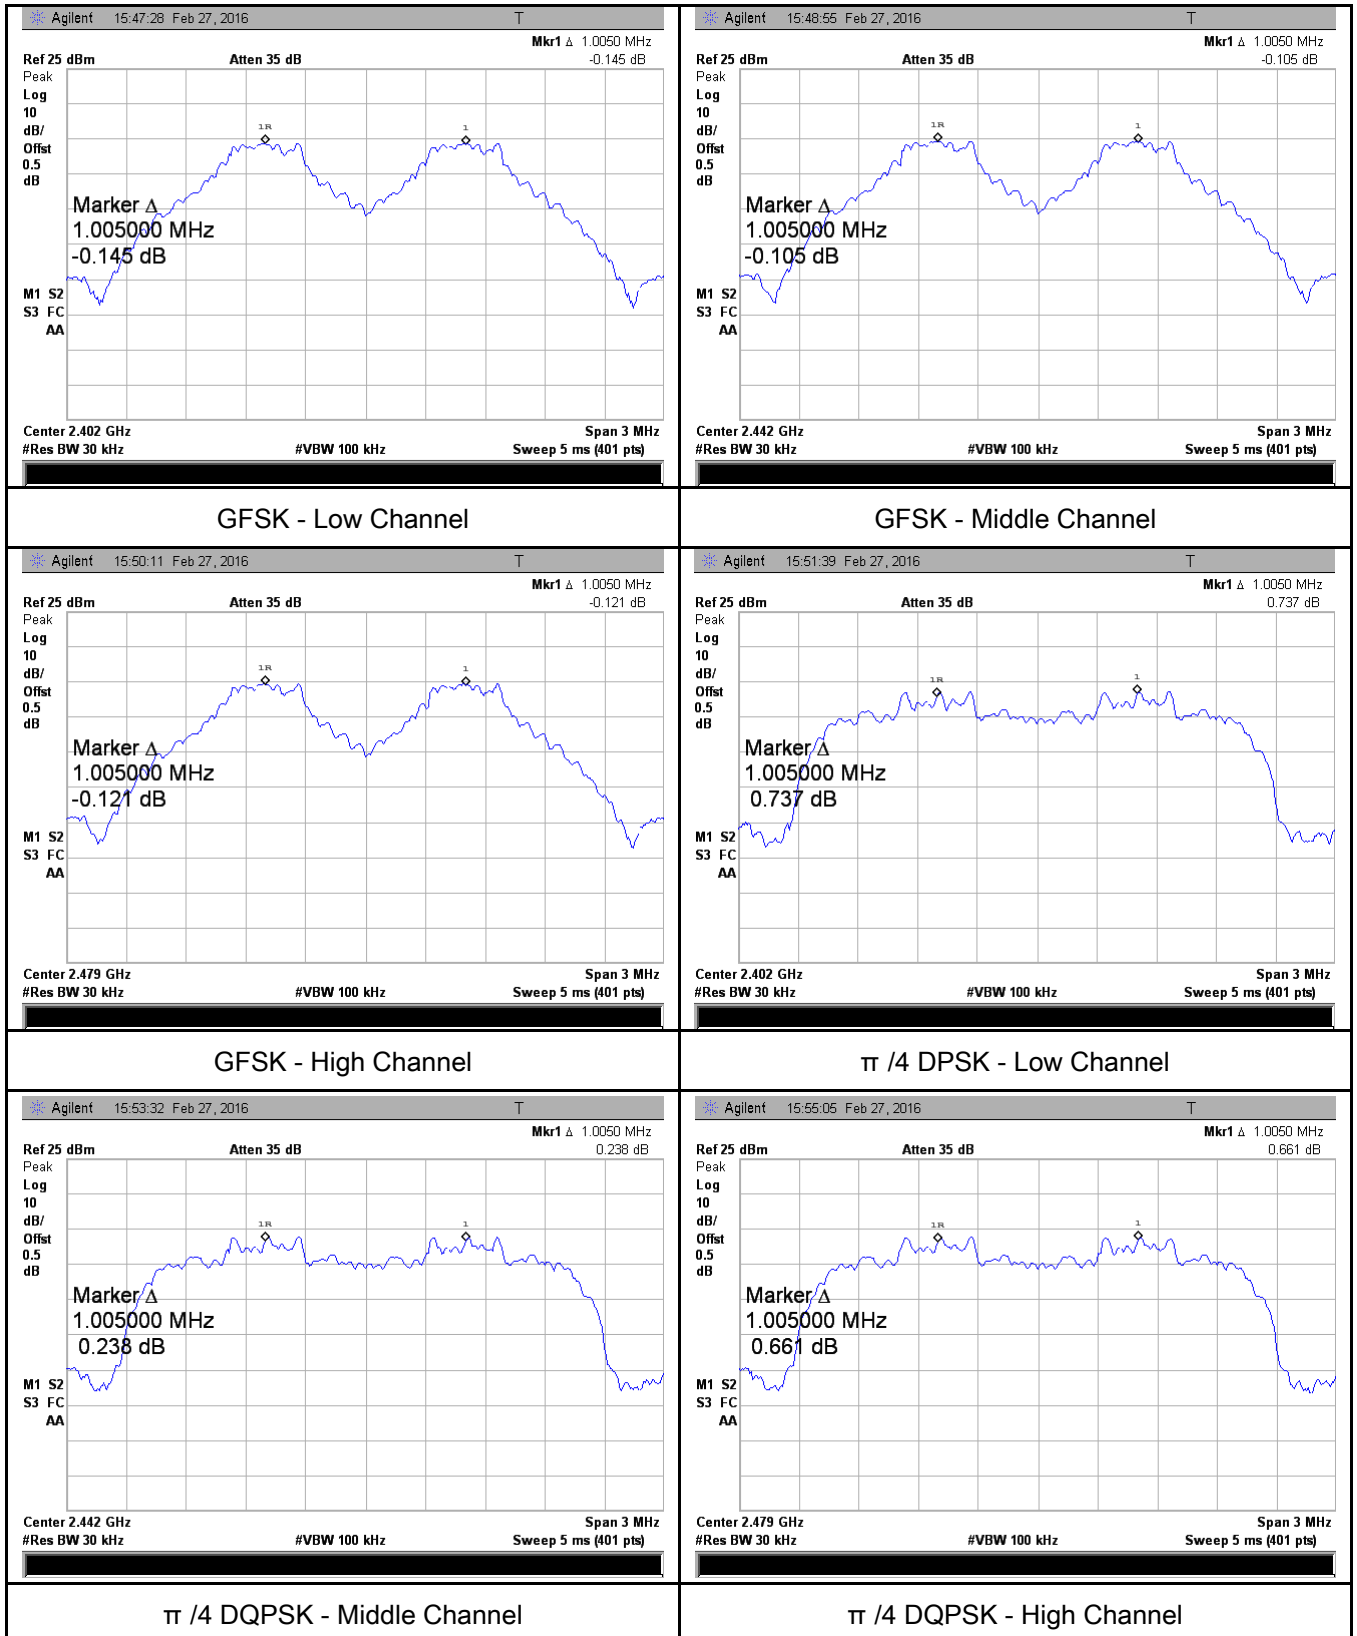 Agilent 15:47:28 Feb 27, 2016 T
Mkr1 Δ 1.0050 MHz
Ref 25 dBm Atten 35 dB -0.145 dB
Peak
Log
10
dB/
Offst
0.5
dB
1R 1
Marker Δ
1.005000 MHz
-0.145 dB
M1 S2
S3 FC
AA
Center 2.402 GHz Span 3 MHz
#Res BW 30 kHz #VBW 100 kHz Sweep 5 ms (401 pts)
GFSK - Low Channel
Agilent 15:48:55 Feb 27, 2016 T
Mkr1 Δ 1.0050 MHz
Ref 25 dBm Atten 35 dB -0.105 dB
Peak
Log
10
dB/
Offst
0.5
dB
1R 1
Marker Δ
1.005000 MHz
-0.105 dB
M1 S2
S3 FC
AA
Center 2.442 GHz Span 3 MHz
#Res BW 30 kHz #VBW 100 kHz Sweep 5 ms (401 pts)
GFSK - Middle Channel
Agilent 15:50:11 Feb 27, 2016 T
Mkr1 Δ 1.0050 MHz
Ref 25 dBm Atten 35 dB -0.121 dB
Peak
Log
10
dB/
Offst
0.5
dB
1R 1
Marker Δ
1.005000 MHz
-0.121 dB
M1 S2
S3 FC
AA
Center 2.479 GHz Span 3 MHz
#Res BW 30 kHz #VBW 100 kHz Sweep 5 ms (401 pts)
GFSK - High Channel
Agilent 15:51:39 Feb 27, 2016 T
Mkr1 Δ 1.0050 MHz
Ref 25 dBm Atten 35 dB 0.737 dB
Peak
Log
10
dB/
Offst
0.5
dB
1R 1
Marker Δ
1.005000 MHz
0.737 dB
M1 S2
S3 FC
AA
Center 2.402 GHz Span 3 MHz
#Res BW 30 kHz #VBW 100 kHz Sweep 5 ms (401 pts)
π /4 DPSK - Low Channel
Agilent 15:53:32 Feb 27, 2016 T
Mkr1 Δ 1.0050 MHz
Ref 25 dBm Atten 35 dB 0.238 dB
Peak
Log
10
dB/
Offst
0.5
dB
1R 1
Marker Δ
1.005000 MHz
0.238 dB
M1 S2
S3 FC
AA
Center 2.442 GHz Span 3 MHz
#Res BW 30 kHz #VBW 100 kHz Sweep 5 ms (401 pts)
π /4 DQPSK - Middle Channel
Agilent 15:55:05 Feb 27, 2016 T
Mkr1 Δ 1.0050 MHz
Ref 25 dBm Atten 35 dB 0.661 dB
Peak
Log
10
dB/
Offst
0.5
dB
1R 1
Marker Δ
1.005000 MHz
0.661 dB
M1 S2
S3 FC
AA
Center 2.479 GHz Span 3 MHz
#Res BW 30 kHz #VBW 100 kHz Sweep 5 ms (401 pts)
π /4 DQPSK - High Channel